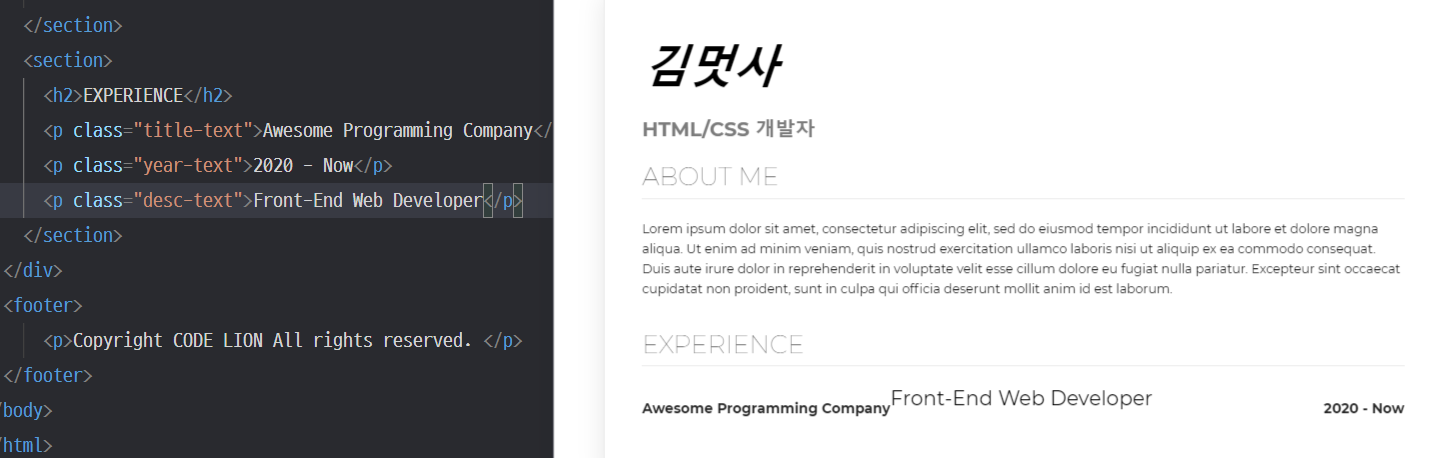 </section>
<section>
<h2>EXPERIENCE</h2>
<p class="title-text">Awesome Programming Company</
<p class="year-text">2020 - Now</p>
<p class="desc-text">Front-End Web Developer</p>
</section>
</div>
<footer>
<p>Copyright CODE LION All rights reserved. </p>
</footer>
/body>
/html>
김멋사
HTML/CSS 개발자
ABOUT ME
Lorem ipsum dolor sit amet, consectetur adipiscing elit, sed do eiusmod tempor incididunt ut labore et dolore magna
aliqua. Ut enim ad minim veniam, quis nostrud exercitation ullamco laboris nisi ut aliquip ex ea commodo consequat.
Duis aute irure dolor in reprehenderit in voluptate velit esse cillum dolore eu fugiat nulla pariatur. Excepteur sint occaecat
cupidatat non proident, sunt in culpa qui officia deserunt mollit anim id est laborum.
EXPERIENCE
Awesome Programming Company Front-End Web Developer 2020 - Now